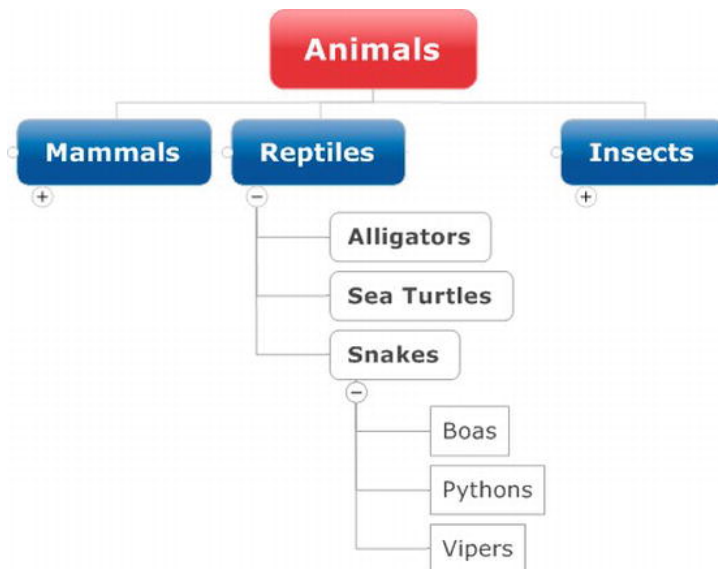 Animals
Mammals Reptiles Insects
Alligators
Sea Turtles
Snakes
Boas
Pythons
Vipers